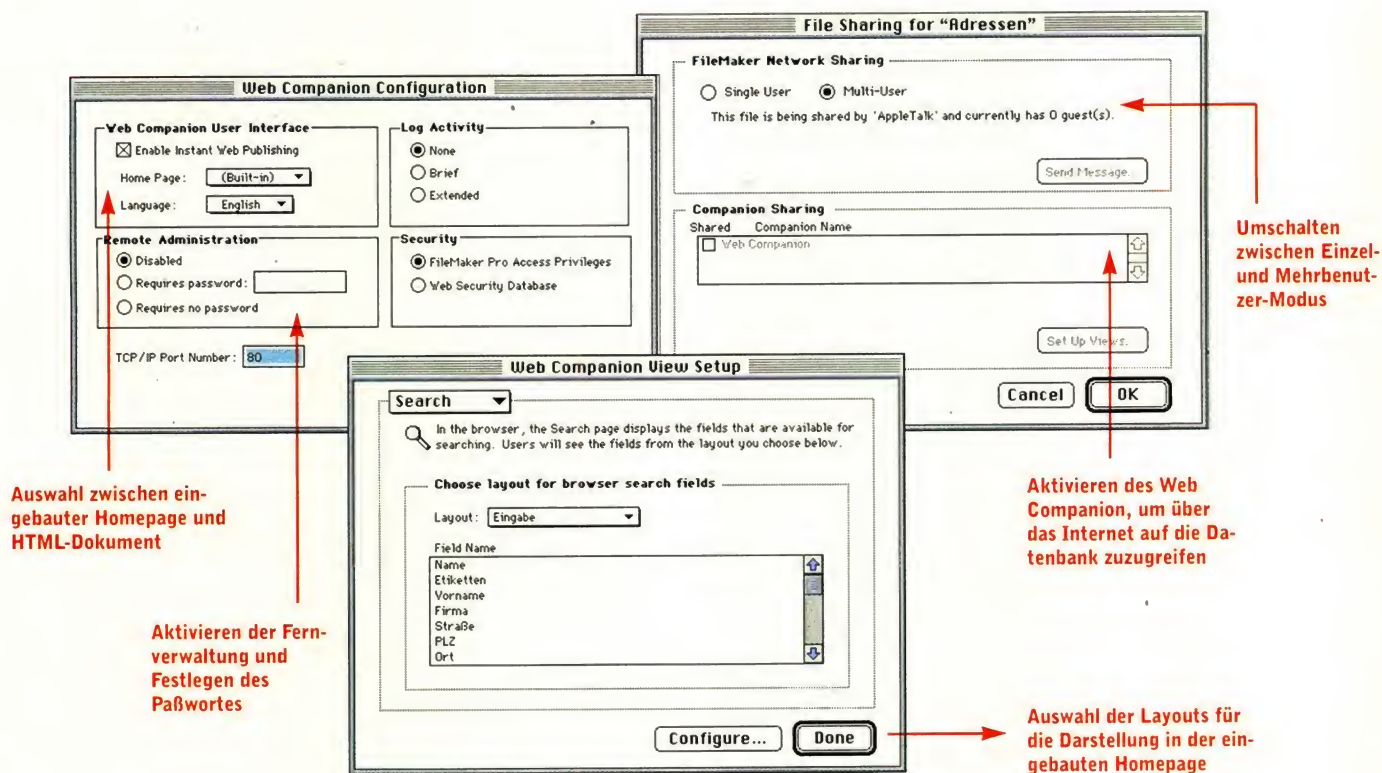 File Sharing for “Adressen”
FileMaker Network Sharing
Single User Multi-User
This file is being shared by 'AppleTalk' and currently has 0 guest(s).
Send Message...
Companion Sharing
Shared Companion Name
Web Companion
Set Up Views...
Cancel OK
Web Companion Configuration
Web Companion User Interface
Enable Instant Web Publishing
Home Page: (Built-in)
Language: English
Log Activity
None
Brief
Extended
Remote Administration
Disabled
Requires password:
Requires no password
Security
FileMaker Pro Access Privileges
Web Security Database
TCP/IP Port Number: 80
Web Companion View Setup
Search
In the browser, the Search page displays the fields that are available for
searching. Users will see the fields from the layout you choose below.
Choose layout for browser search fields
Layout: Eingabe
Field Name
Name
Etiketten
Vorname
Firma
Straße
PLZ
Ort
Configure... Done
Umschalten
zwischen Einzel-
und Mehrbenut-
zer-Modus
Auswahl zwischen ein-
gebauter Homepage und
HTML-Dokument
Aktivieren des Web
Companion, um über
das Internet auf die Da-
tenbank zuzugreifen
Aktivieren der Fern-
verwaltung und
Festlegen des
Paßwortes
Auswahl der Layouts für
die Darstellung in der ein-
gebauten Homepage